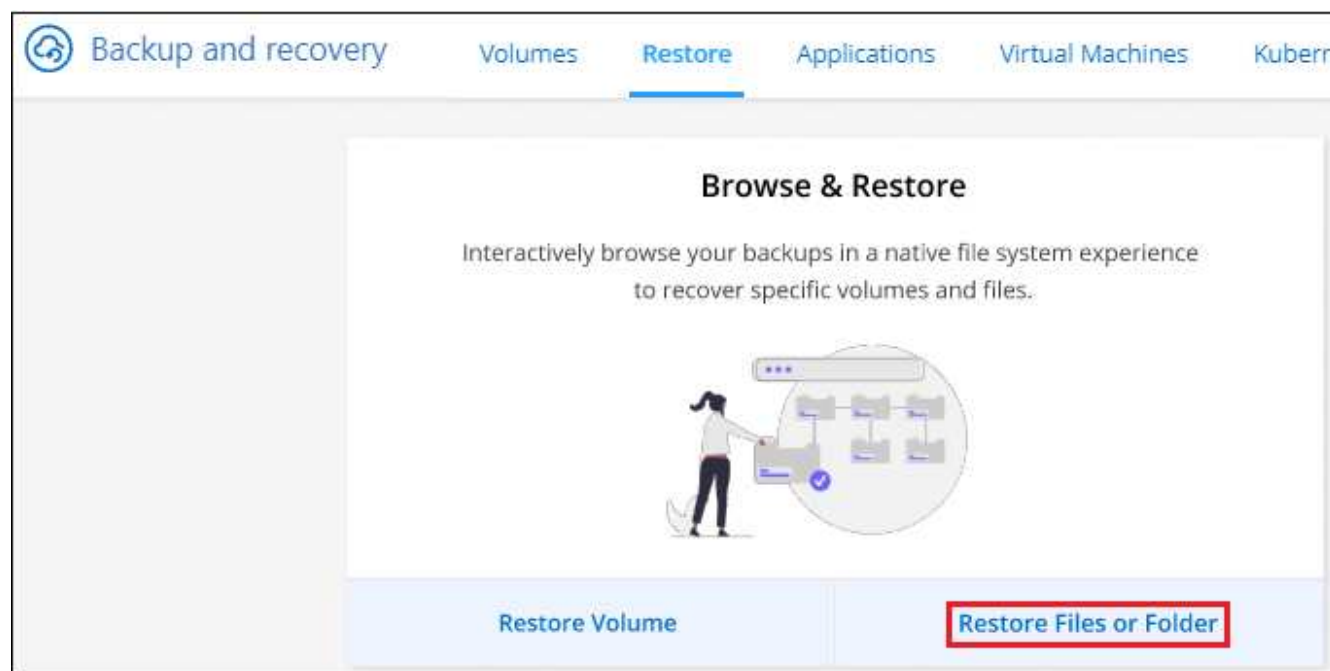 Backup and recovery Volumes Restore Applications Virtual Machines Kubern
Browse & Restore
Interactively browse your backups in a native file system experience
to recover specific volumes and files.
Restore Volume Restore Files or Folder